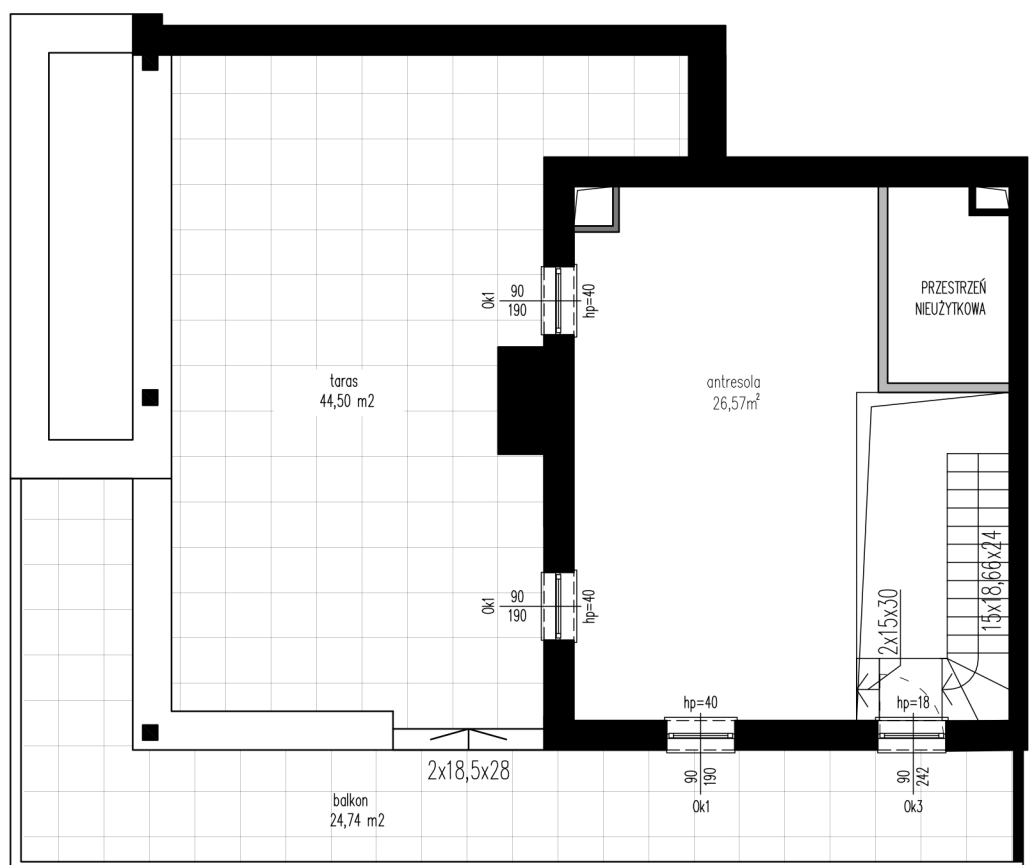 PRZESTRZEŃ
NIEUŻYTKOWA
Ok1
90
190
hp=40
taras
44,50 m2
antresola
26,57m²
15x18,66x24
2x15x30
Ok1
90
190
hp=40
hp=40
hp=18
2x18,5x28
90
190
Ok1
90
242
Ok3
balkon
24,74 m2